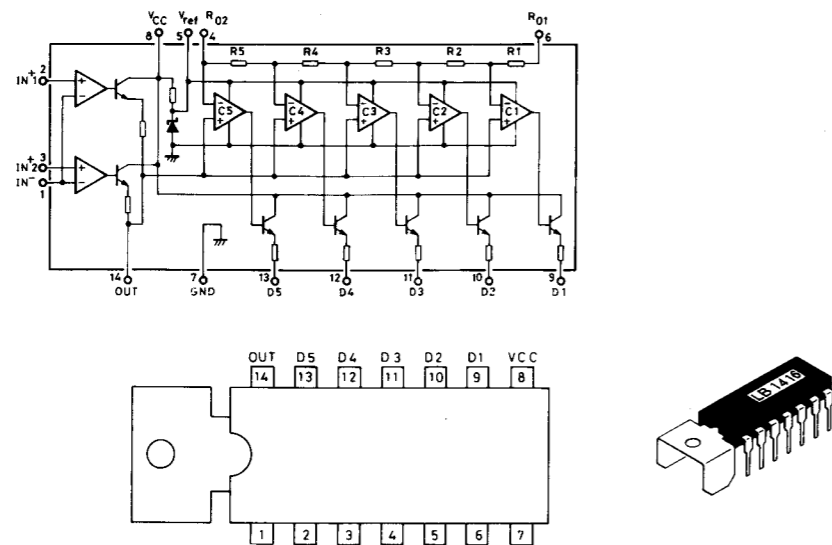 VCC Vref RO2 RO1
8 5 4 6
R5 R4 R3 R2 R1
IN+1 2
IN+2 3
IN− 1
C5 C4 C3 C2 C1
14 7 13 12 11 10 9
OUT GND D5 D4 D3 D2 D1
OUT D5 D4 D3 D2 D1 VCC
14 13 12 11 10 9 8
1 2 3 4 5 6 7
LB1416